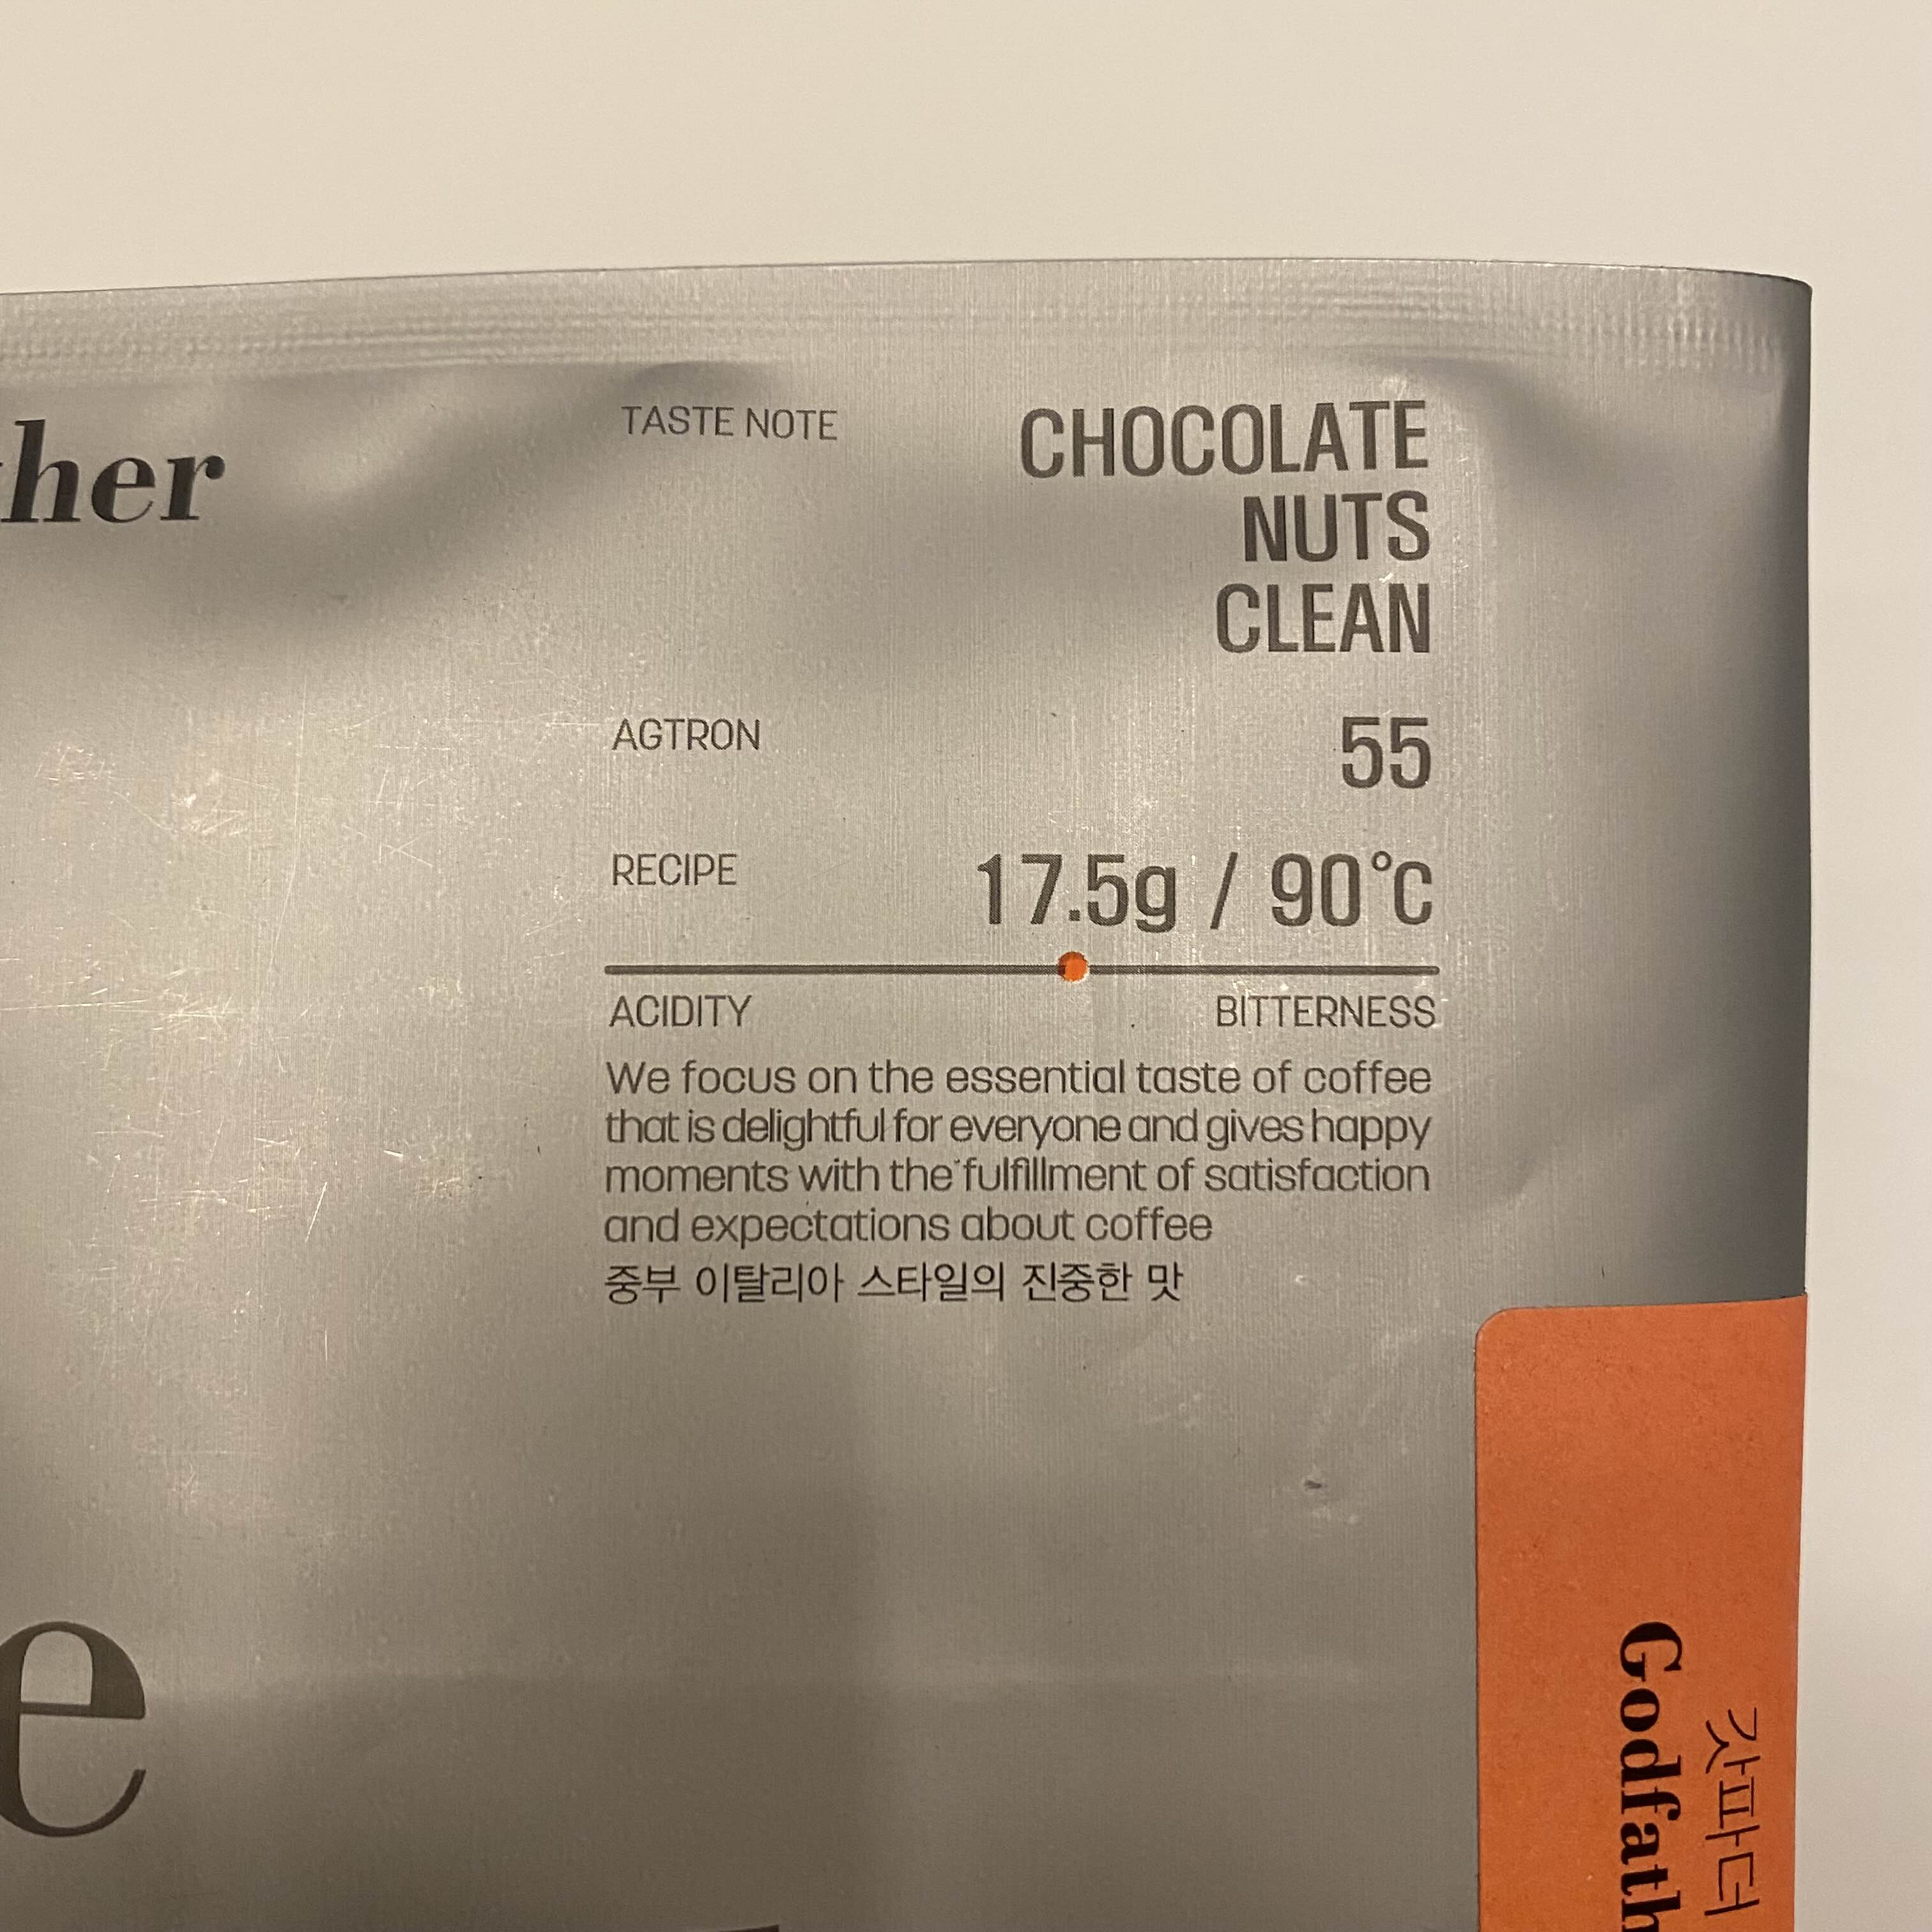 her
TASTE NOTE
CHOCOLATE
NUTS
CLEAN
AGTRON
55
RECIPE
17.5g / 90°C
ACIDITY
BITTERNESS
We focus on the essential taste of coffee
that is delightful for everyone and gives happy
moments with the fulfillment of satisfaction
and expectations about coffee
중부 이탈리아 스타일의 진중한 맛
갓파더
Godfath
e